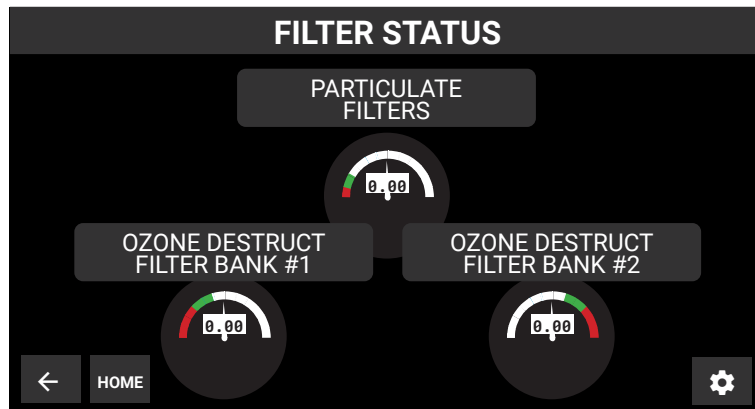 FILTER STATUS
PARTICULATE
FILTERS
0.00
OZONE DESTRUCT
FILTER BANK #1
OZONE DESTRUCT
FILTER BANK #2
0.00
0.00
HOME